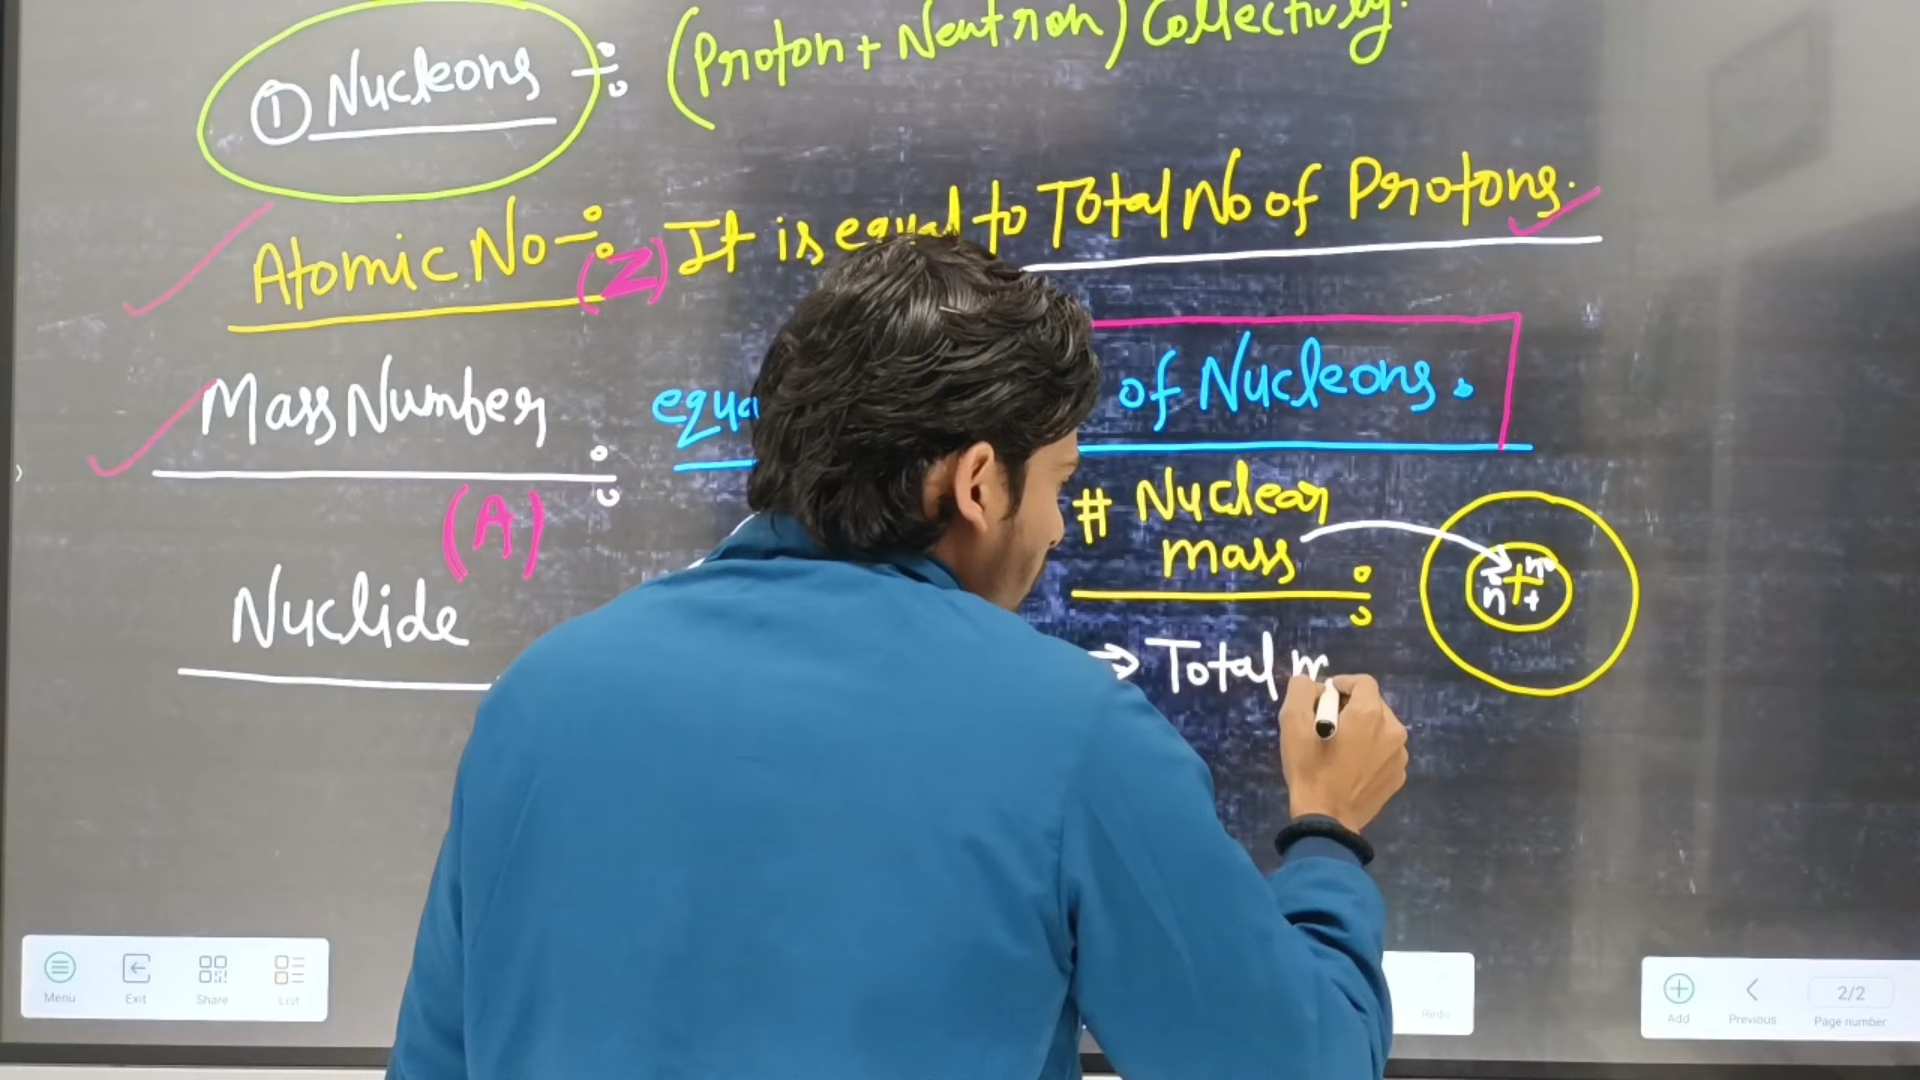 ① Nucleons ÷ (Proton + Neutron) Collectively.
Atomic No ÷ It is equal to Total No of Protons.
(Z)
Mass Number : of Nucleons.
(A)
# Nuclear
mass :
n + n
+
Nuclide
→ Total m
Menu Exit Share List
Redo
Add Previous 2/2 Page number